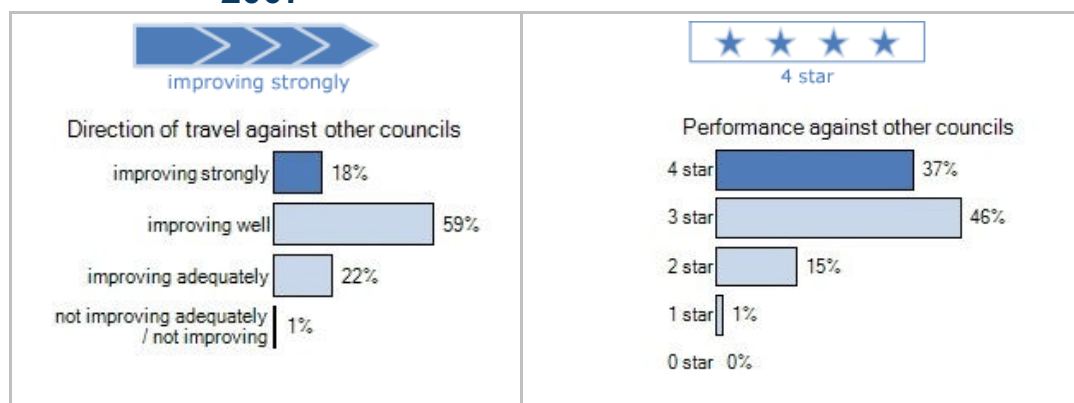 improving strongly
Direction of travel against other councils
improving strongly 18%
improving well 59%
improving adequately 22%
not improving adequately
/ not improving 1%
4 star
Performance against other councils
4 star 37%
3 star 46%
2 star 15%
1 star 1%
0 star 0%